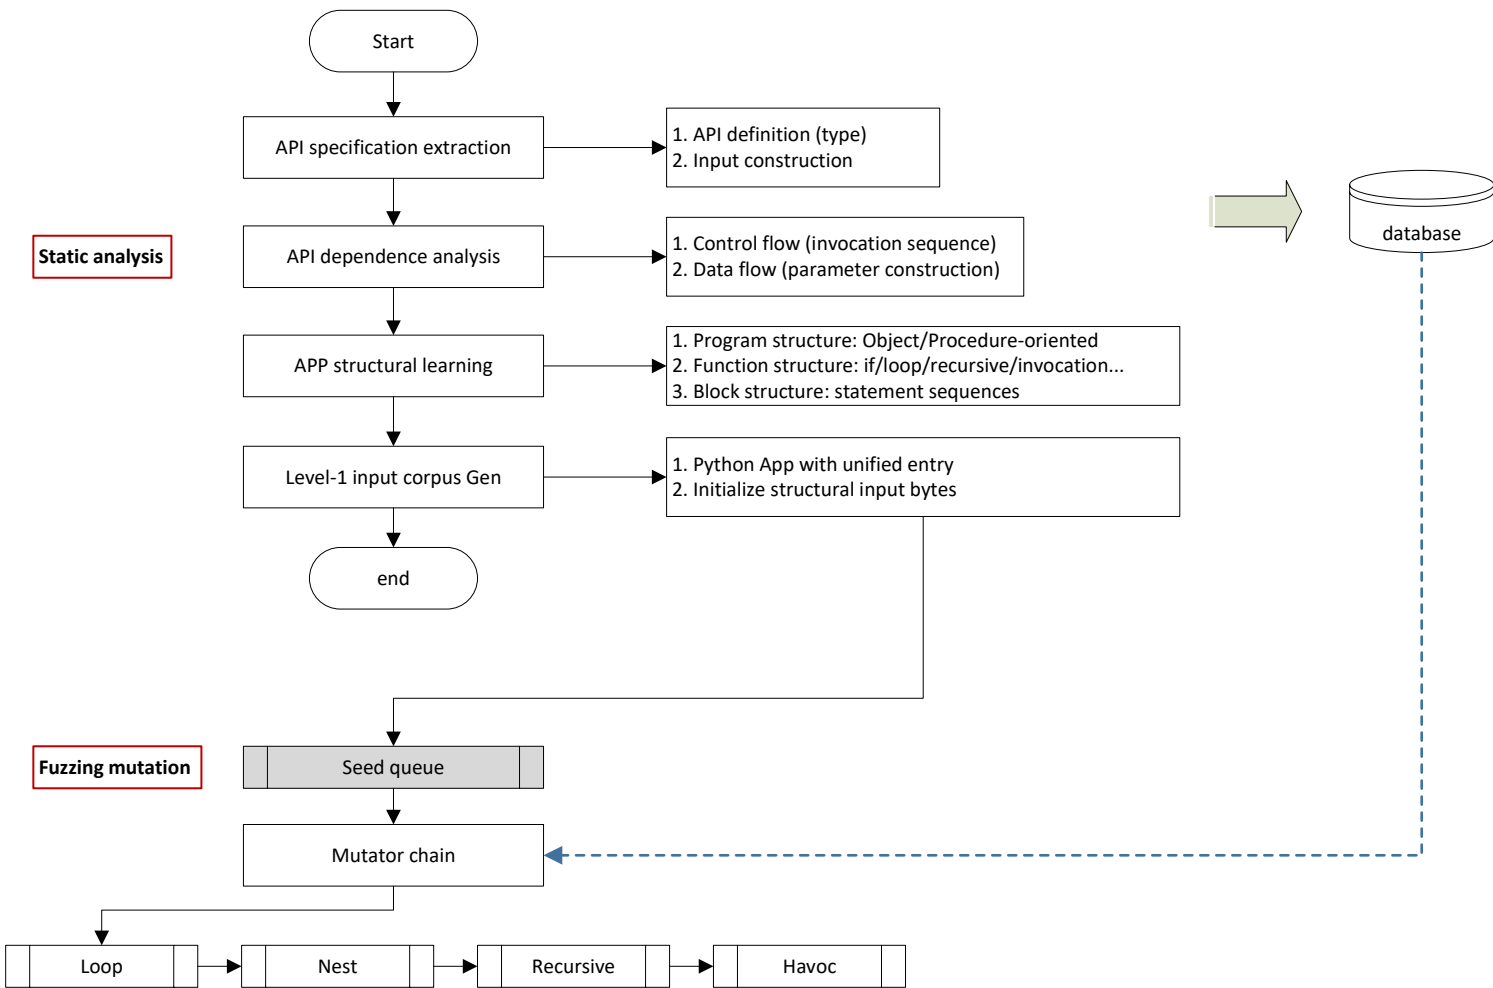 Start
API specification extraction
1. API definition (type)
2. Input construction
Static analysis
API dependence analysis
1. Control flow (invocation sequence)
2. Data flow (parameter construction)
database
APP structural learning
1. Program structure: Object/Procedure-oriented
2. Function structure: if/loop/recursive/invocation...
3. Block structure: statement sequences
Level-1 input corpus Gen
1. Python App with unified entry
2. Initialize structural input bytes
end
Fuzzing mutation
Seed queue
Mutator chain
Loop
Nest
Recursive
Havoc